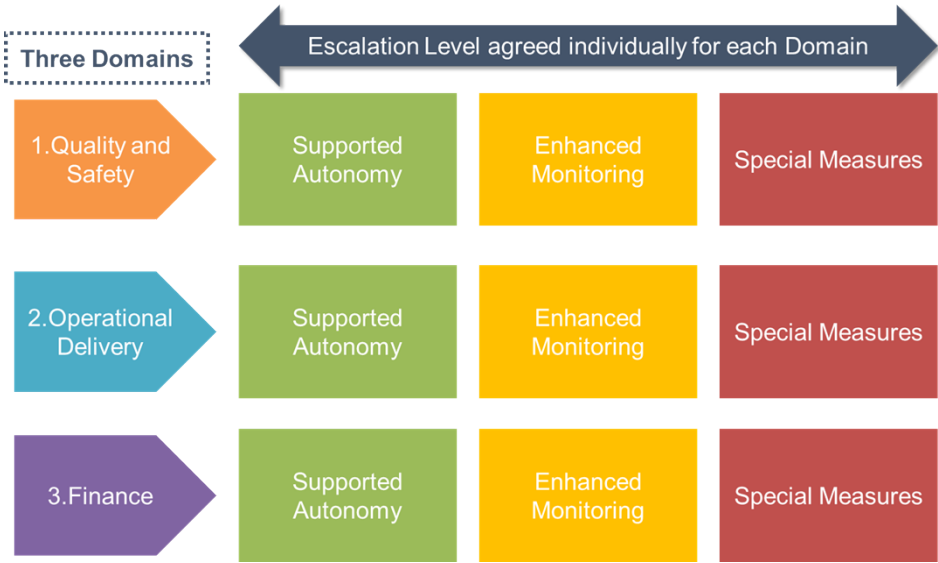 Three Domains
Escalation Level agreed individually for each Domain
1.Quality and
Safety
Supported
Autonomy
Enhanced
Monitoring
Special Measures
2.Operational
Delivery
Supported
Autonomy
Enhanced
Monitoring
Special Measures
3.Finance
Supported
Autonomy
Enhanced
Monitoring
Special Measures